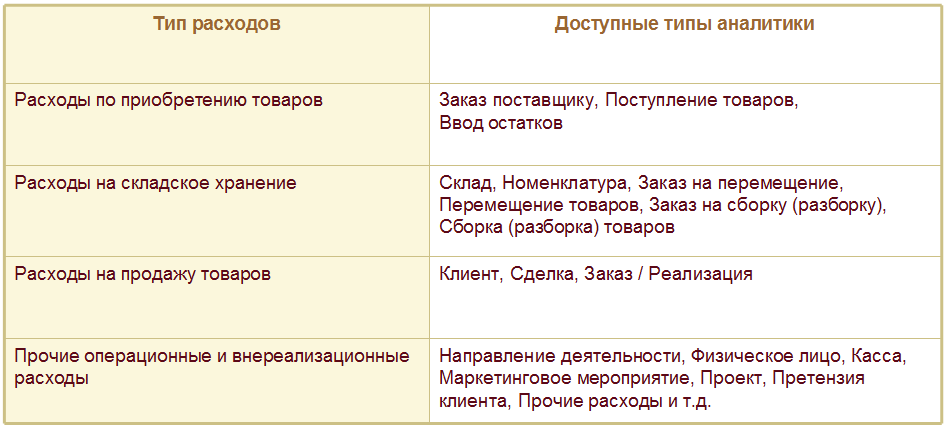 Тип расходов
Доступные типы аналитики
Расходы по приобретению товаров
Заказ поставщику, Поступление товаров,
Ввод остатков
Расходы на складское хранение
Склад, Номенклатура, Заказ на перемещение,
Перемещение товаров, Заказ на сборку (разборку),
Сборка (разборка) товаров
Расходы на продажу товаров
Клиент, Сделка, Заказ / Реализация
Прочие операционные и внереализационные
расходы
Направление деятельности, Физическое лицо, Касса,
Маркетинговое мероприятие, Проект, Претензия
клиента, Прочие расходы и т.д.